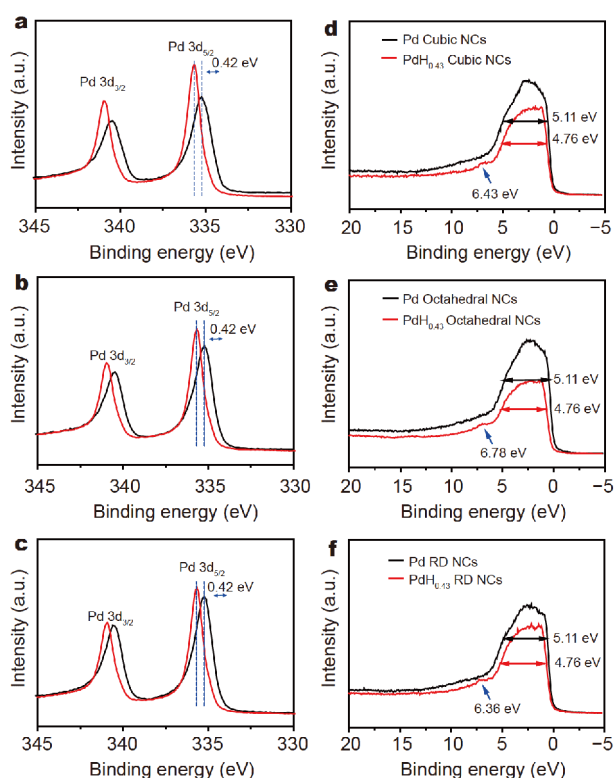 a
Intensity (a.u.)
Pd 3d5/2
0.42 eV
Pd 3d3/2
345 340 335 330
Binding energy (eV)
d
Intensity (a.u.)
Pd Cubic NCs
PdH0.43 Cubic NCs
5.11 eV
4.76 eV
6.43 eV
20 15 10 5 0 −5
Binding energy (eV)
b
Intensity (a.u.)
Pd 3d5/2
0.42 eV
Pd 3d3/2
345 340 335 330
Binding energy (eV)
e
Intensity (a.u.)
Pd Octahedral NCs
PdH0.43 Octahedral NCs
5.11 eV
4.76 eV
6.78 eV
20 15 10 5 0 −5
Binding energy (eV)
c
Intensity (a.u.)
Pd 3d5/2
0.42 eV
Pd 3d3/2
345 340 335 330
Binding energy (eV)
f
Intensity (a.u.)
Pd RD NCs
PdH0.43 RD NCs
5.11 eV
4.76 eV
6.36 eV
20 15 10 5 0 −5
Binding energy (eV)